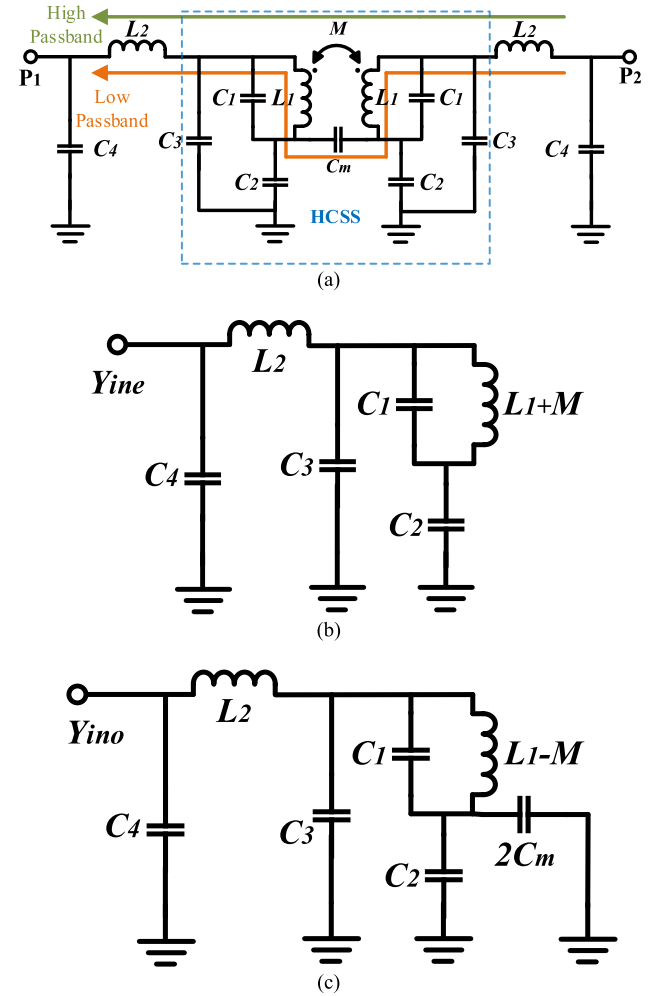 High
Passband
L2
M
L2
P1
P2
Low
Passband
C1
L1
L1
C1
C4
C3
C3
C4
Cm
C2
C2
HCSS
(a)
Yine
L2
C1
L1+M
C3
C4
C2
(b)
Yino
L2
C1
L1-M
C4
C3
2Cm
C2
(c)